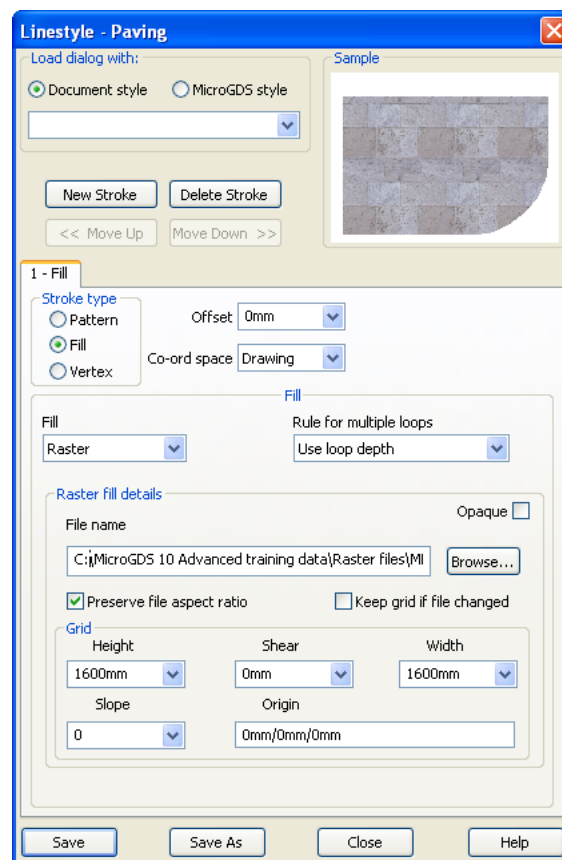 Linestyle - Paving
Load dialog with:
Document style MicroGDS style
Sample
New Stroke Delete Stroke
<< Move Up Move Down >>
1 - Fill
Stroke type
Pattern
Fill
Vertex
Offset 0mm
Co-ord space Drawing
Fill
Fill
Raster
Rule for multiple loops
Use loop depth
Raster fill details
Opaque
File name
C:\MicroGDS 10 Advanced training data\Raster files\MI
Browse...
Preserve file aspect ratio Keep grid if file changed
Grid
Height Shear Width
1600mm 0mm 1600mm
Slope Origin
0 0mm/0mm/0mm
Save Save As Close Help